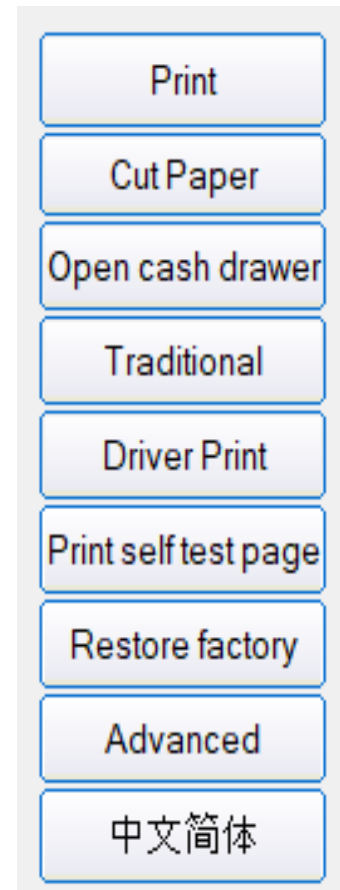 Print
Cut Paper
Open cash drawer
Traditional
Driver Print
Print self test page
Restore factory
Advanced
中文简体